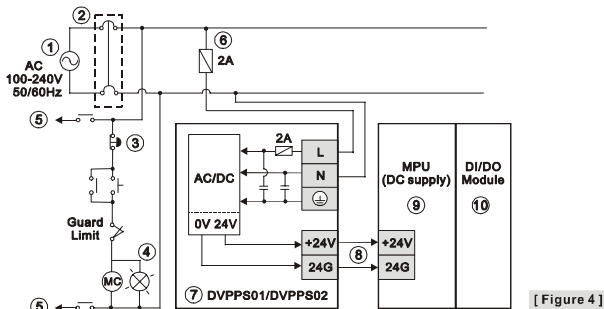 ②
①
AC
100-240V
50/60Hz
⑥
2A
⑤
③
Guard
Limit
④
MC
⑤
2A
AC/DC
L
N
0V 24V
+24V
24G
⑦ DVPPS01/DVPPS02
⑧
MPU
(DC supply)
⑨
+24V
24G
DI/DO
Module
⑩
[ Figure 4 ]